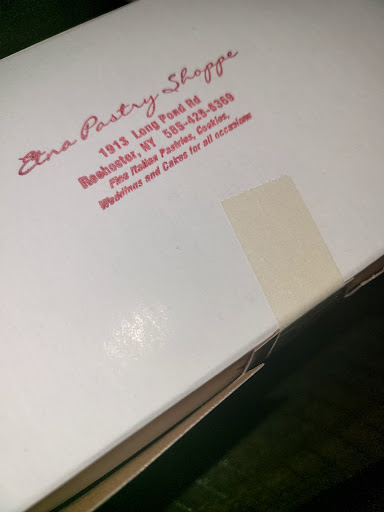 Etna Pastry Shoppe
1913 Long Pond Rd
Rochester, NY 585-429-5369
Fine Italian Pastries, Cookies,
Weddings and Cakes for all occasions